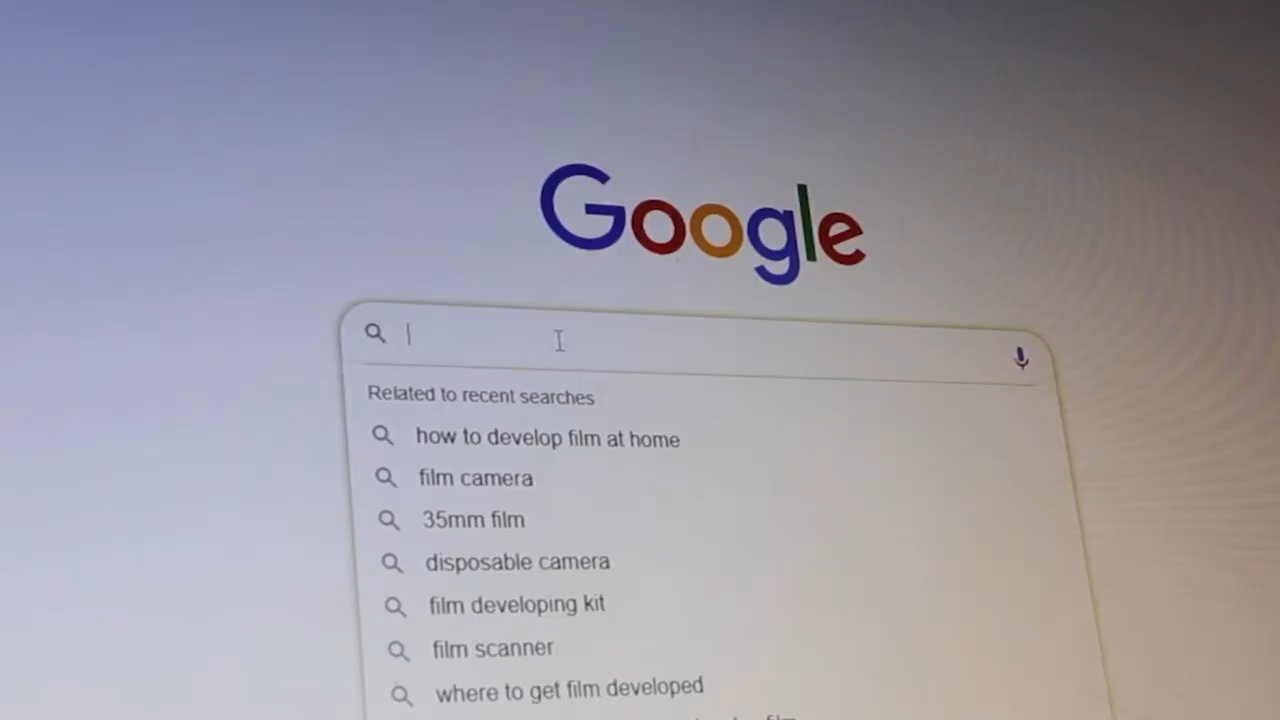 Google
Related to recent searches
how to develop film at home
film camera
35mm film
disposable camera
film developing kit
film scanner
where to get film developed
film